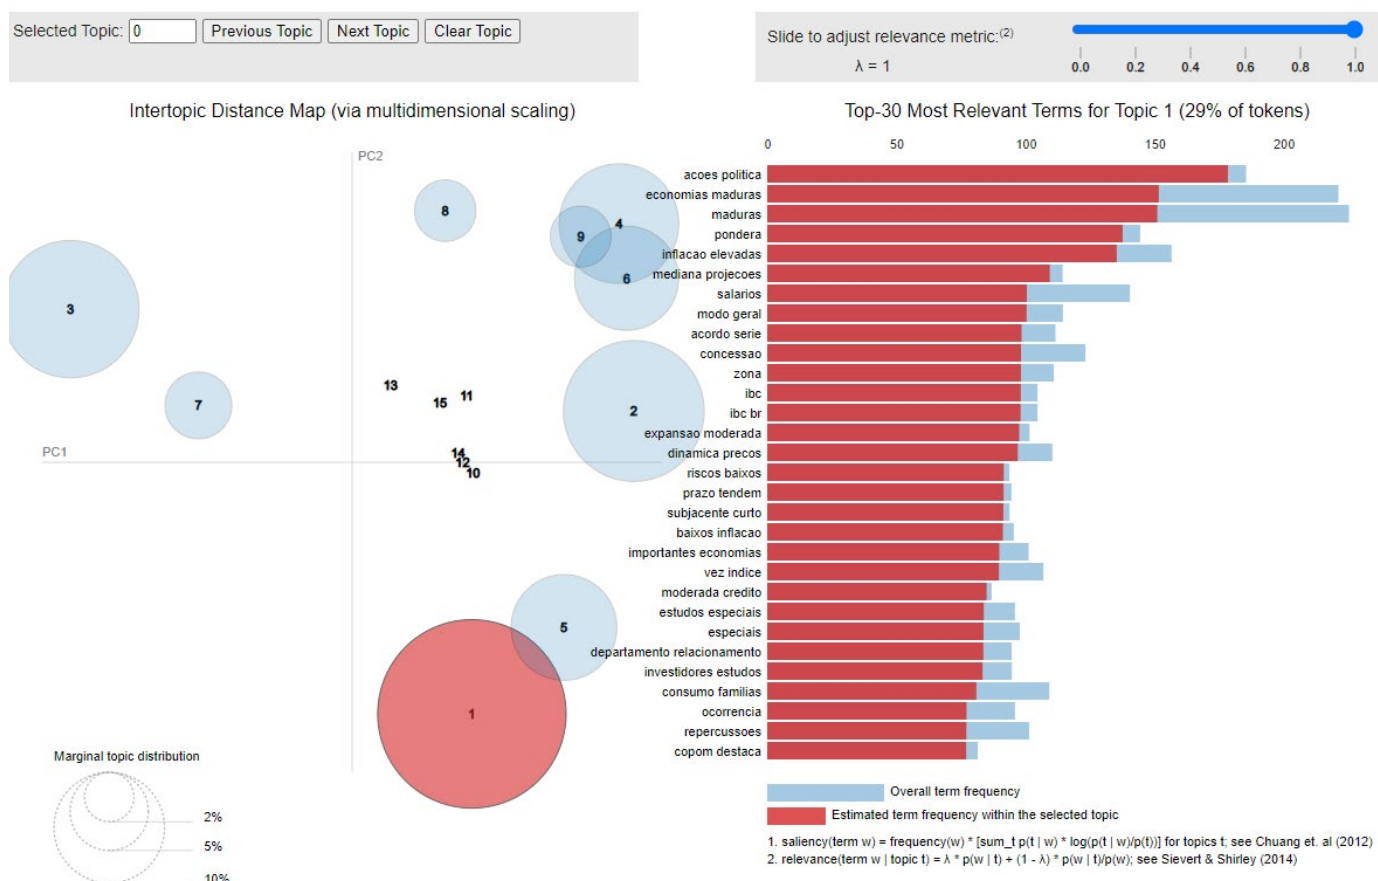 Selected Topic: 0 Previous Topic Next Topic Clear Topic
Slide to adjust relevance metric:(2)
λ = 1
0.0 0.2 0.4 0.6 0.8 1.0
Intertopic Distance Map (via multidimensional scaling)
PC2
PC1
8
4
9
6
3
7
13
15
11
2
14
12
10
5
1
Marginal topic distribution
2%
5%
10%
Top-30 Most Relevant Terms for Topic 1 (29% of tokens)
0 50 100 150 200
acoes politica
economias maduras
maduras
pondera
inflacao elevadas
mediana projecoes
salarios
modo geral
acordo serie
concessao
zona
ibc
ibc br
expansao moderada
dinamica precos
riscos baixos
prazo tendem
subjacente curto
baixos inflacao
importantes economias
vez indice
moderada credito
estudos especiais
especiais
departamento relacionamento
investidores estudos
consumo familias
ocorrencia
repercussoes
copom destaca
Overall term frequency
Estimated term frequency within the selected topic
1. saliency(term w) = frequency(w) * [sum_t p(t | w) * log(p(t | w)/p(t))] for topics t; see Chuang et. al (2012)
2. relevance(term w | topic t) = λ * p(w | t) + (1 - λ) * p(w | t)/p(w); see Sievert & Shirley (2014)